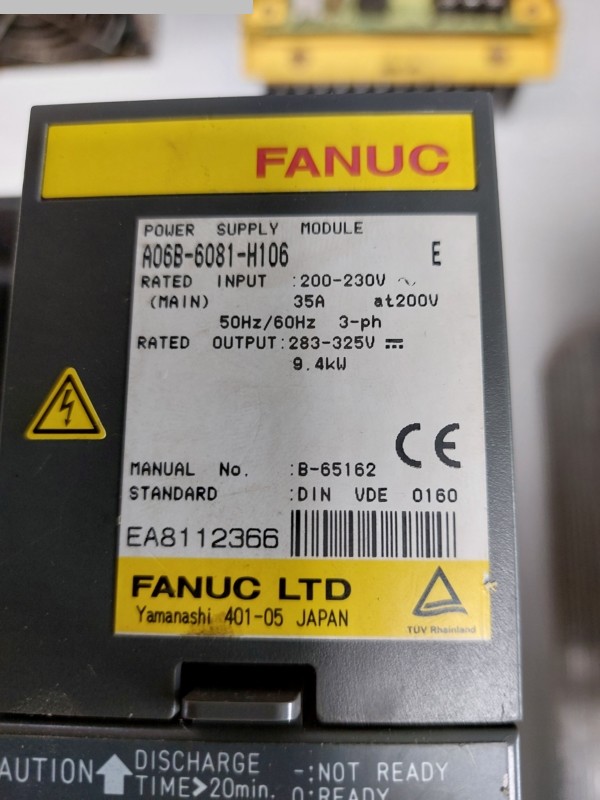 FANUC
POWER SUPPLY MODULE
A06B-6081-H106 E
RATED INPUT :200-230V ~
(MAIN) 35A at200V
50Hz/60Hz 3-ph
RATED OUTPUT:283-325V ⎓
9.4kW
CE
MANUAL No. :B-65162
STANDARD :DIN VDE 0160
EA8112366
FANUC LTD
Yamanashi 401-05 JAPAN
TÜV Rheinland
AUTION DISCHARGE -:NOT READY
TIME>20min. 0:READY